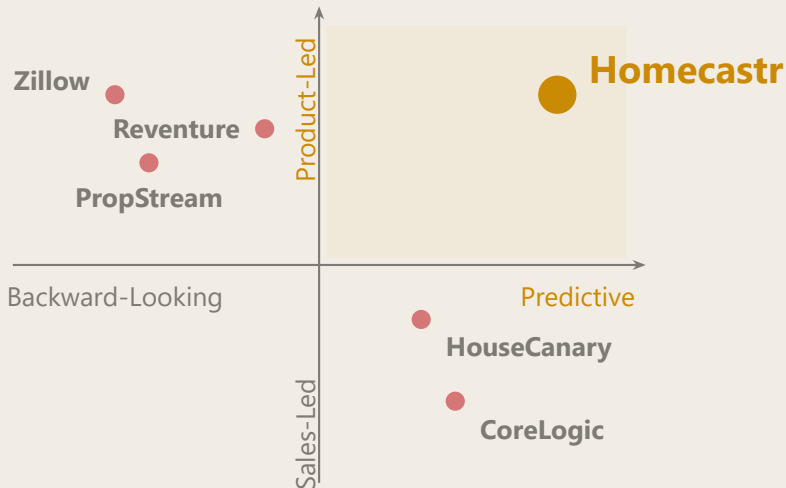 Product-Led
Homecastr
Zillow
Reventure
PropStream
Backward-Looking
Predictive
HouseCanary
Sales-Led
CoreLogic